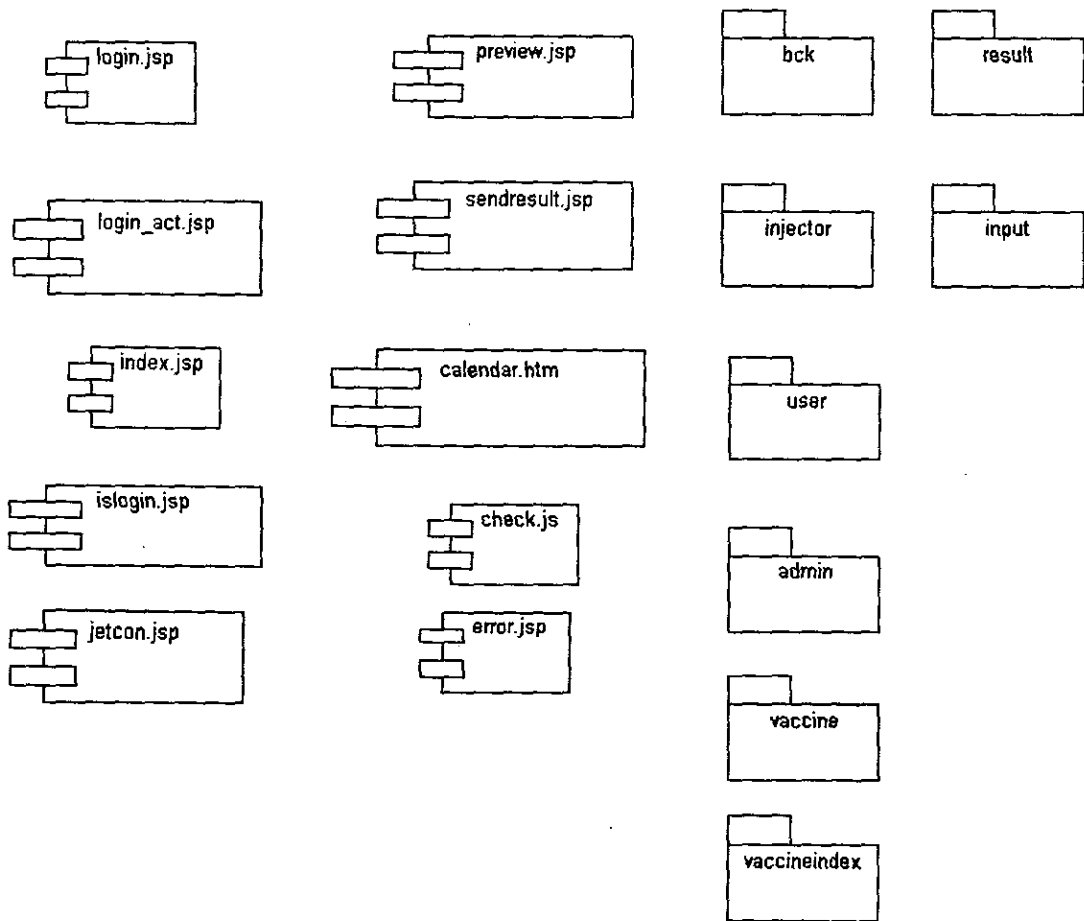 login.jsp
preview.jsp
bck
result
login_act.jsp
sendresult.jsp
injector
input
index.jsp
calendar.htm
user
islogin.jsp
check.js
admin
jetcon.jsp
error.jsp
vaccine
vaccineindex